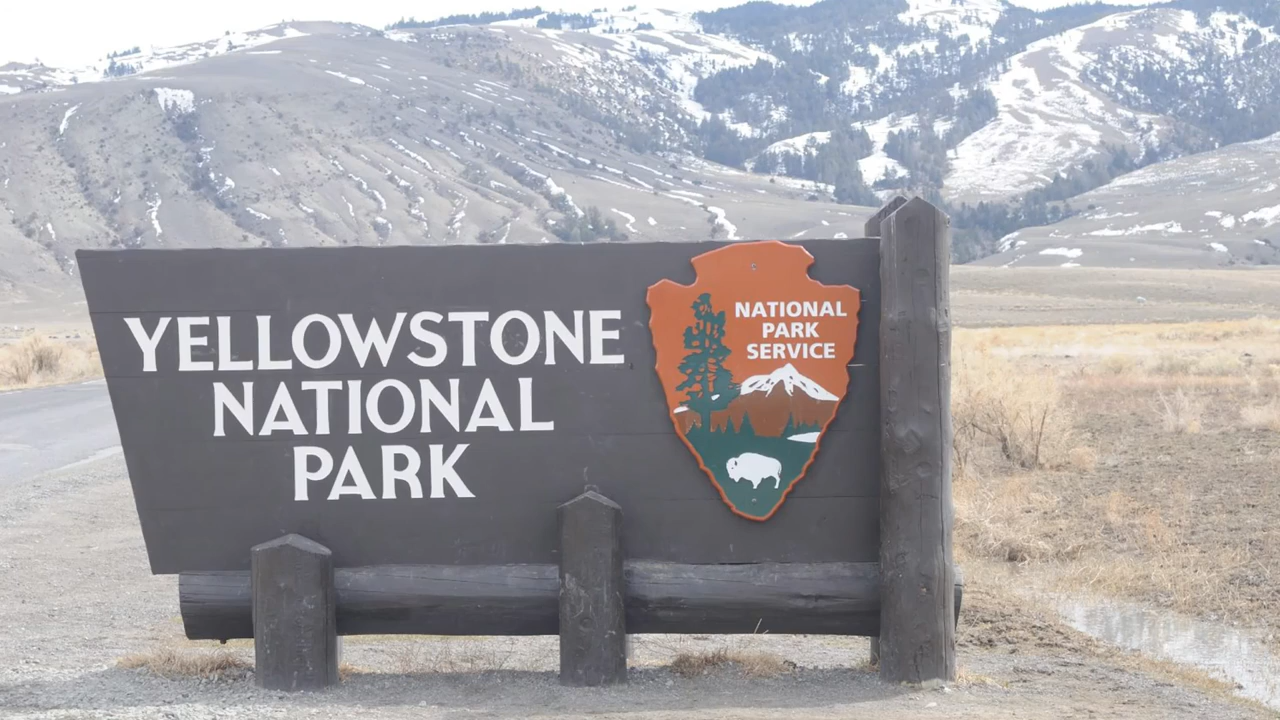 YELLOWSTONE
NATIONAL
PARK
NATIONAL
PARK
SERVICE